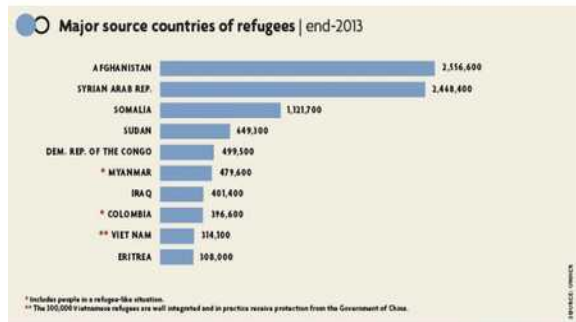 Major source countries of refugees | end-2013
AFGHANISTAN 2,556,600
SYRIAN ARAB REP. 2,468,400
SOMALIA 1,121,700
SUDAN 649,300
DEM. REP. OF THE CONGO 499,500
* MYANMAR 479,600
IRAQ 401,400
* COLOMBIA 396,600
** VIET NAM 314,100
ERITREA 308,000
* Includes people in a refugee-like situation.
** The 300,000 Vietnamese refugees are well integrated and in practice receive protection from the Government of China.
SOURCE: UNHCR